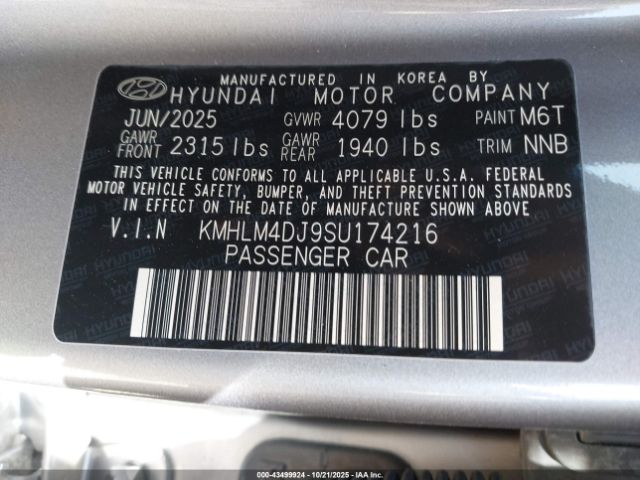 MANUFACTURED IN KOREA BY
HYUNDAI MOTOR COMPANY
JUN/2025 GVWR 4079 lbs PAINT M6T
GAWR FRONT 2315 lbs GAWR REAR 1940 lbs TRIM NNB
THIS VEHICLE CONFORMS TO ALL APPLICABLE U.S.A. FEDERAL
MOTOR VEHICLE SAFETY, BUMPER, AND THEFT PREVENTION STANDARDS
IN EFFECT ON THE DATE OF MANUFACTURE SHOWN ABOVE
V.I.N KMHLM4DJ9SU174216
PASSENGER CAR
000-43499924 | 10/21/2025 | IAA Inc.